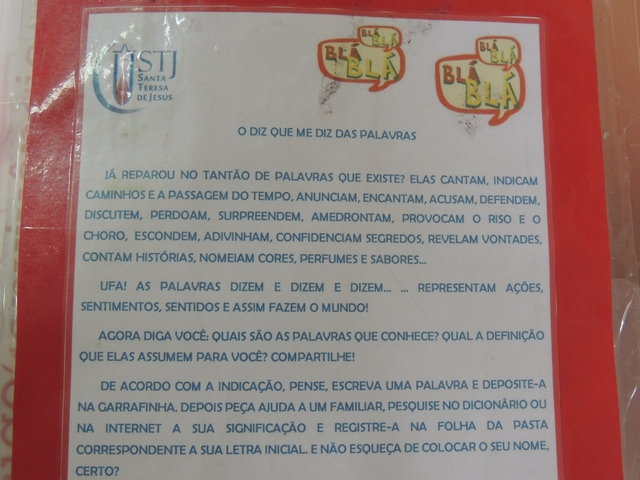 STJ
SANTA
TERESA
DE JESUS
BLÁ
BLÁ
BLÁ
BLÁ
BLÁ
BLÁ
O DIZ QUE ME DIZ DAS PALAVRAS
JÁ REPAROU NO TANTÃO DE PALAVRAS QUE EXISTE? ELAS CANTAM, INDICAM
CAMINHOS E A PASSAGEM DO TEMPO, ANUNCIAM, ENCANTAM, ACUSAM, DEFENDEM,
DISCUTEM, PERDOAM, SURPREENDEM, AMEDRONTAM, PROVOCAM O RISO E O
CHORO, ESCONDEM, ADIVINHAM, CONFIDENCIAM SEGREDOS, REVELAM VONTADES,
CONTAM HISTÓRIAS, NOMEIAM CORES, PERFUMES E SABORES...
UFA! AS PALAVRAS DIZEM E DIZEM E DIZEM... ... REPRESENTAM AÇÕES,
SENTIMENTOS, SENTIDOS E ASSIM FAZEM O MUNDO!
AGORA DIGA VOCÊ: QUAIS SÃO AS PALAVRAS QUE CONHECE? QUAL A DEFINIÇÃO
QUE ELAS ASSUMEM PARA VOCÊ? COMPARTILHE!
DE ACORDO COM A INDICAÇÃO, PENSE, ESCREVA UMA PALAVRA E DEPOSITE-A
NA GARRAFINHA. DEPOIS PEÇA AJUDA A UM FAMILIAR, PESQUISE NO DICIONÁRIO OU
NA INTERNET A SUA SIGNIFICAÇÃO E REGISTRE-A NA FOLHA DA PASTA
CORRESPONDENTE A SUA LETRA INICIAL. E NÃO ESQUEÇA DE COLOCAR O SEU NOME,
CERTO?